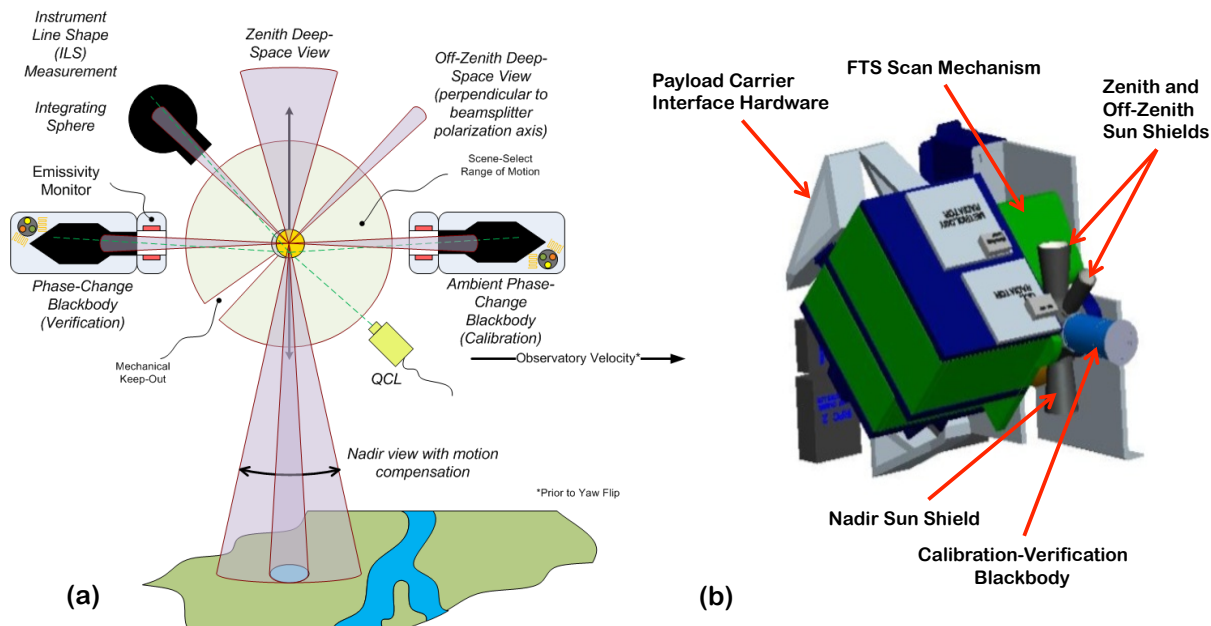 Instrument
Line Shape
(ILS)
Measurement
Integrating
Sphere
Emissivity
Monitor
Zenith Deep-
Space View
Off-Zenith Deep-
Space View
(perpendicular to
beamsplitter
polarization axis)
Scene-Select
Range of Motion
Phase-Change
Blackbody
(Verification)
Mechanical
Keep-Out
Ambient Phase-
Change
Blackbody
(Calibration)
Observatory Velocity*
QCL
Nadir view with motion
compensation
*Prior to Yaw Flip
(a)
Payload Carrier
Interface Hardware
FTS Scan Mechanism
Zenith and
Off-Zenith
Sun Shields
METROLOGY
RADIATOR
RADIATOR
Nadir Sun Shield
Calibration-Verification
Blackbody
(b)